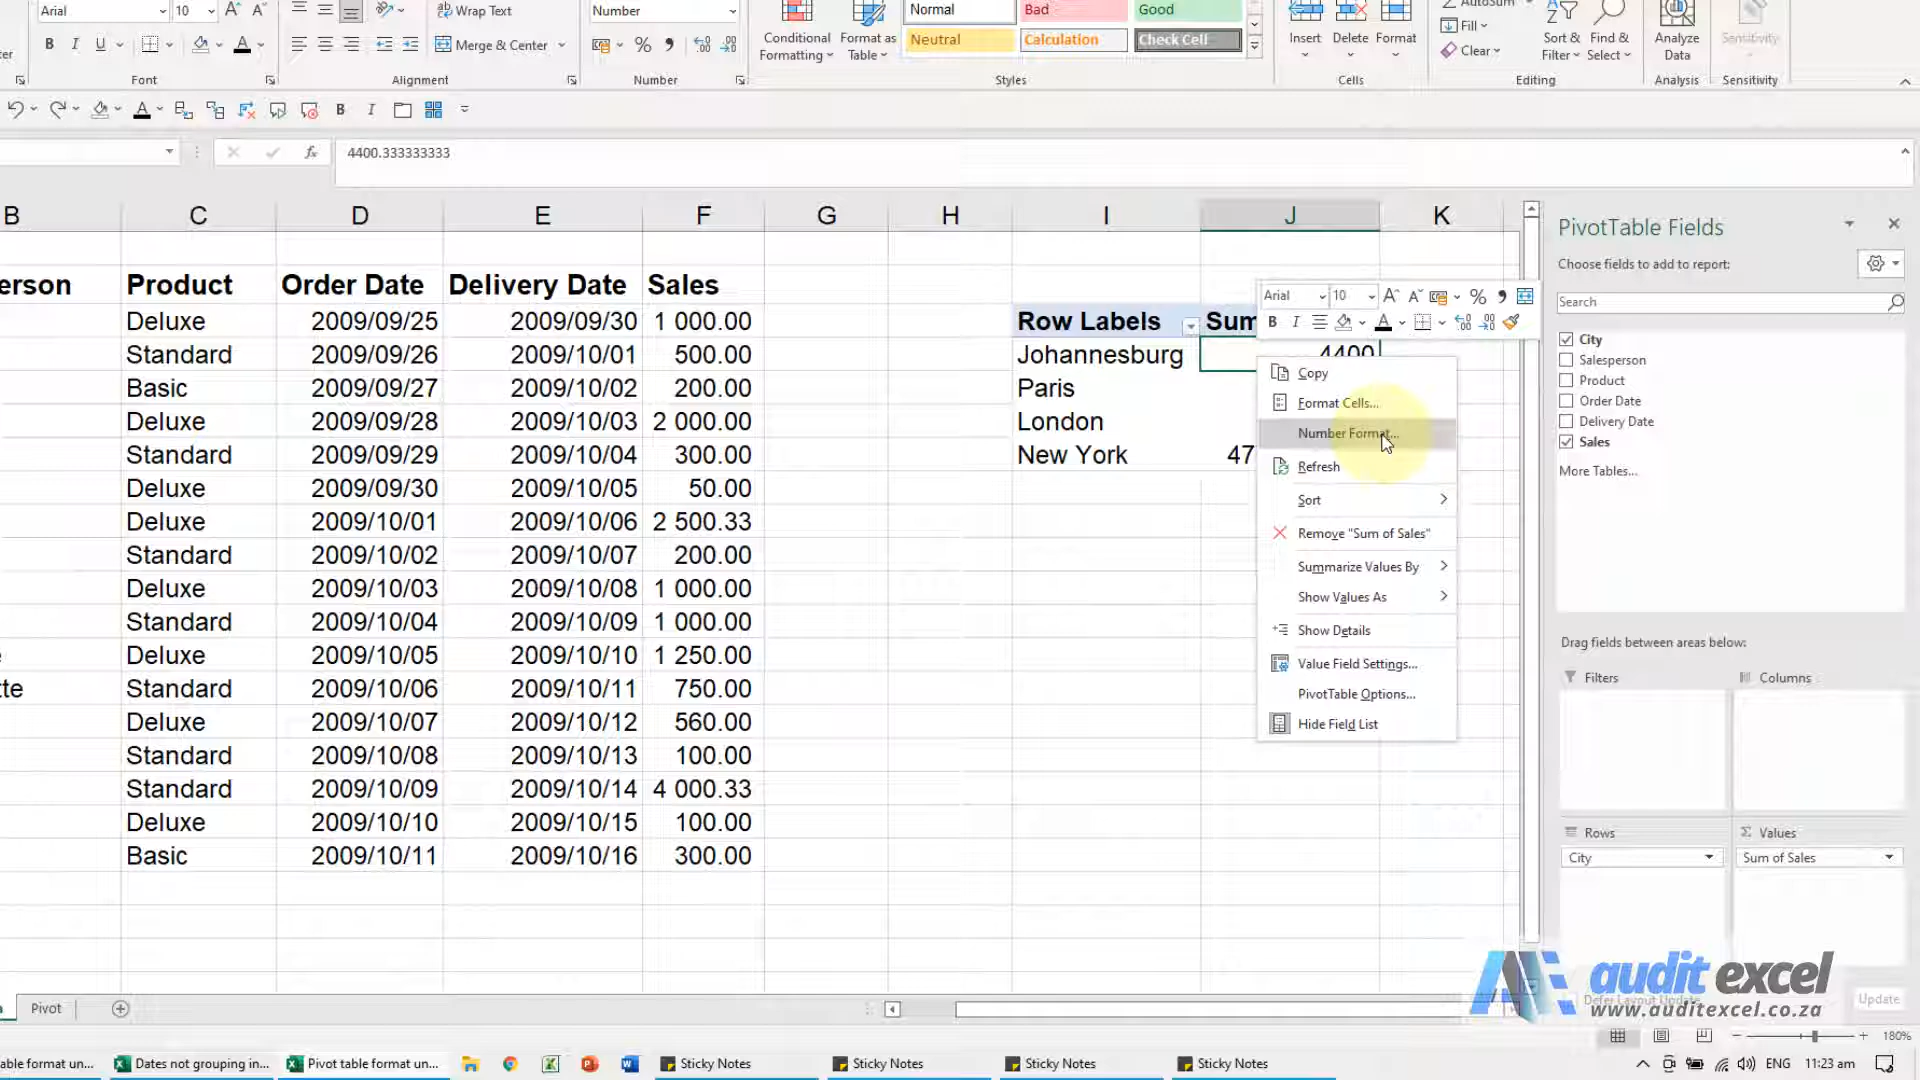 Arial 10 Wrap Text Number Normal Bad Good AutoSum
B I U Merge & Center % Conditional Formatting Format as Table Neutral Calculation Check Cell Insert Delete Format Fill Clear Sort & Filter Find & Select Analyze Data Sensitivity
Font Alignment Number Styles Cells Editing Analysis Sensitivity
B I
fx 4400.333333333
B C D E F G H I J K
erson Product Order Date Delivery Date Sales
Deluxe 2009/09/25 2009/09/30 1 000.00 Row Labels Sum
Standard 2009/09/26 2009/10/01 500.00 Johannesburg 4400
Basic 2009/09/27 2009/10/02 200.00 Paris
Deluxe 2009/09/28 2009/10/03 2 000.00 London
Standard 2009/09/29 2009/10/04 300.00 New York 47
Deluxe 2009/09/30 2009/10/05 50.00
Deluxe 2009/10/01 2009/10/06 2 500.33
Standard 2009/10/02 2009/10/07 200.00
Deluxe 2009/10/03 2009/10/08 1 000.00
Standard 2009/10/04 2009/10/09 1 000.00
e Deluxe 2009/10/05 2009/10/10 1 250.00
tte Standard 2009/10/06 2009/10/11 750.00
Deluxe 2009/10/07 2009/10/12 560.00
Standard 2009/10/08 2009/10/13 100.00
Standard 2009/10/09 2009/10/14 4 000.33
Deluxe 2009/10/10 2009/10/15 100.00
Basic 2009/10/11 2009/10/16 300.00
Arial 10 %
B I A
Copy
Format Cells...
Number Format...
Refresh
Sort
Remove "Sum of Sales"
Summarize Values By
Show Values As
Show Details
Value Field Settings...
PivotTable Options...
Hide Field List
PivotTable Fields
Choose fields to add to report:
Search
City
Salesperson
Product
Order Date
Delivery Date
Sales
More Tables...
Drag fields between areas below:
Filters Columns
Rows Values
City Sum of Sales
Defer Layout Update Update
audit excel
www.auditexcel.co.za
Pivot
180%
able format un... Dates not grouping in... Pivot table format un... Sticky Notes Sticky Notes Sticky Notes Sticky Notes ENG 11:23 am